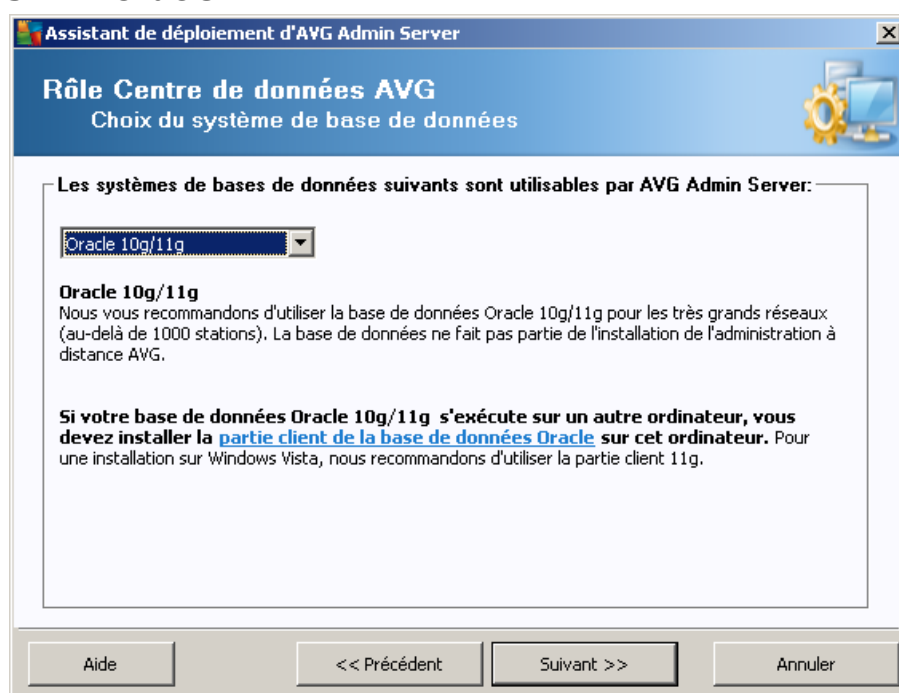 Assistant de déploiement d'AVG Admin Server
Rôle Centre de données AVG
Choix du système de base de données
Les systèmes de bases de données suivants sont utilisables par AVG Admin Server:
Oracle 10g/11g
Oracle 10g/11g
Nous vous recommandons d'utiliser la base de données Oracle 10g/11g pour les très grands réseaux
(au-delà de 1000 stations). La base de données ne fait pas partie de l'installation de l'administration à
distance AVG.
Si votre base de données Oracle 10g/11g s'exécute sur un autre ordinateur, vous
devez installer la partie client de la base de données Oracle sur cet ordinateur. Pour
une installation sur Windows Vista, nous recommandons d'utiliser la partie client 11g.
Aide
<< Précédent
Suivant >>
Annuler